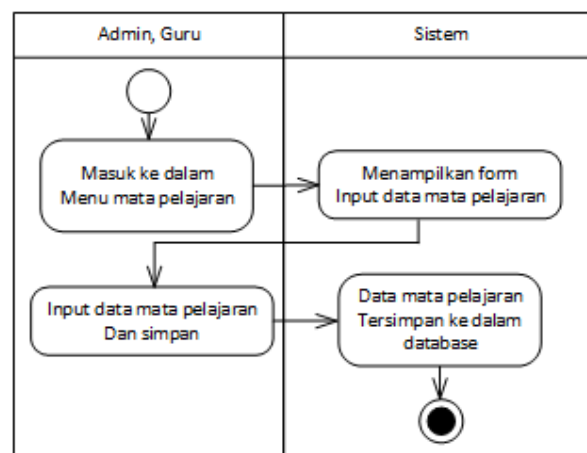 Admin, Guru
Sistem
Masuk ke dalam
Menu mata pelajaran
Menampilkan form
Input data mata pelajaran
Input data mata pelajaran
Dan simpan
Data mata pelajaran
Tersimpan ke dalam
database